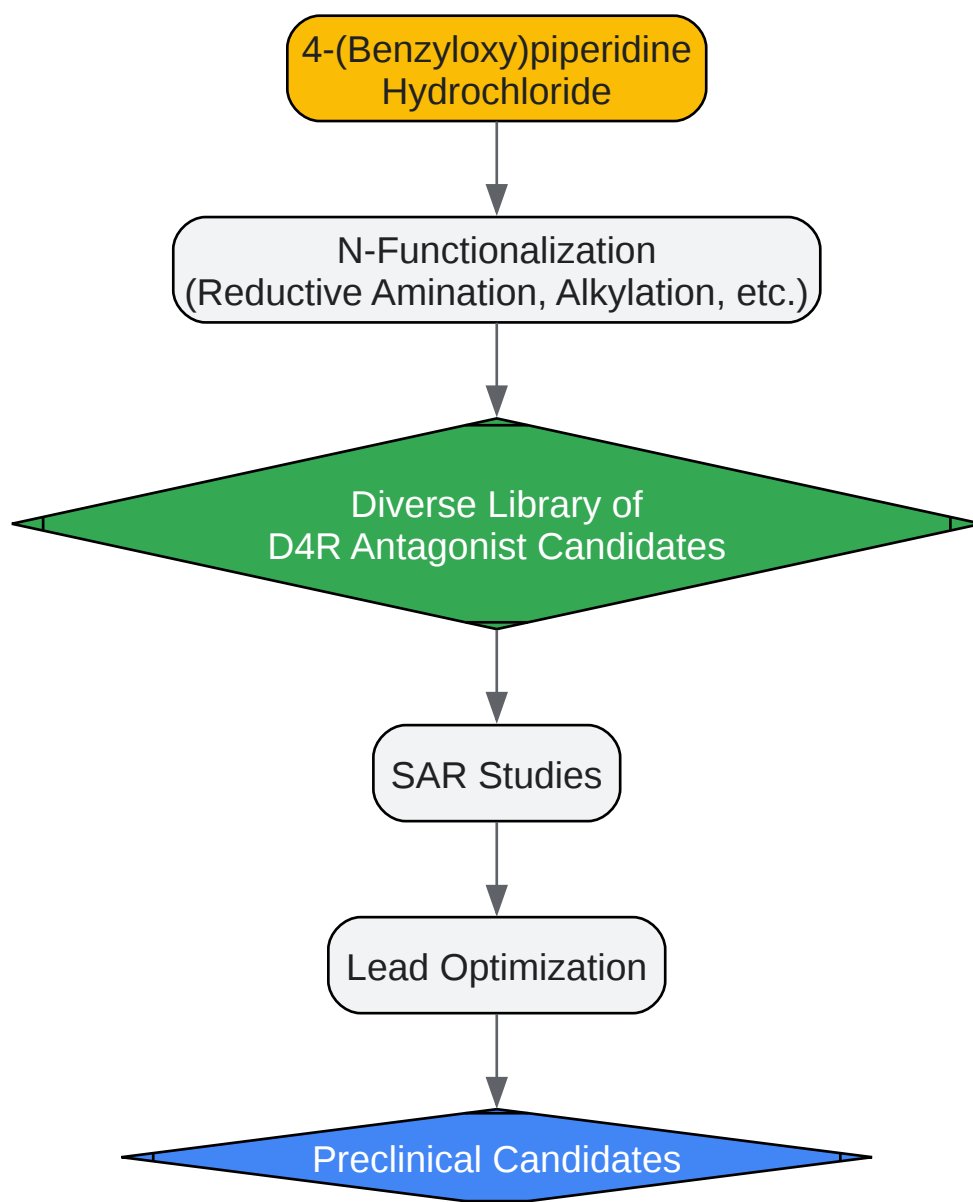 4-(Benzyloxy)piperidine
Hydrochloride
N-Functionalization
(Reductive Amination, Alkylation, etc.)
Diverse Library of
D4R Antagonist Candidates
SAR Studies
Lead Optimization
Preclinical Candidates